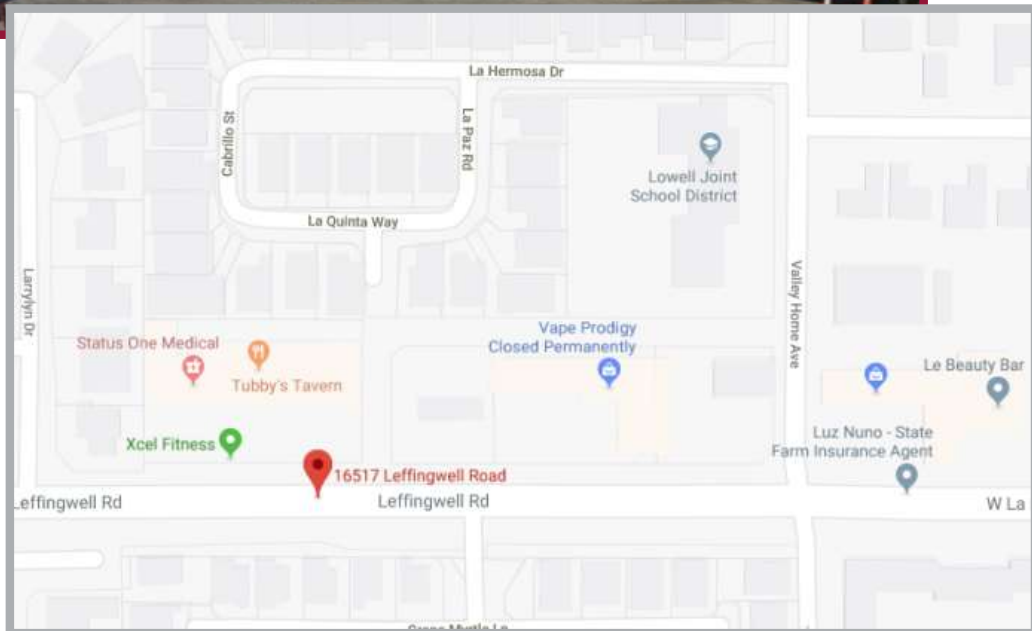 La Hermosa Dr
Cabrillo St
La Paz Rd
Lowell Joint
School District
La Quinta Way
Larrylyn Dr
Valley Home Ave
Status One Medical
Tubby's Tavern
Vape Prodigy
Closed Permanently
Le Beauty Bar
Xcel Fitness
Luz Nuno - State
Farm Insurance Agent
16517 Leffingwell Road
Leffingwell Rd
Leffingwell Rd
W La